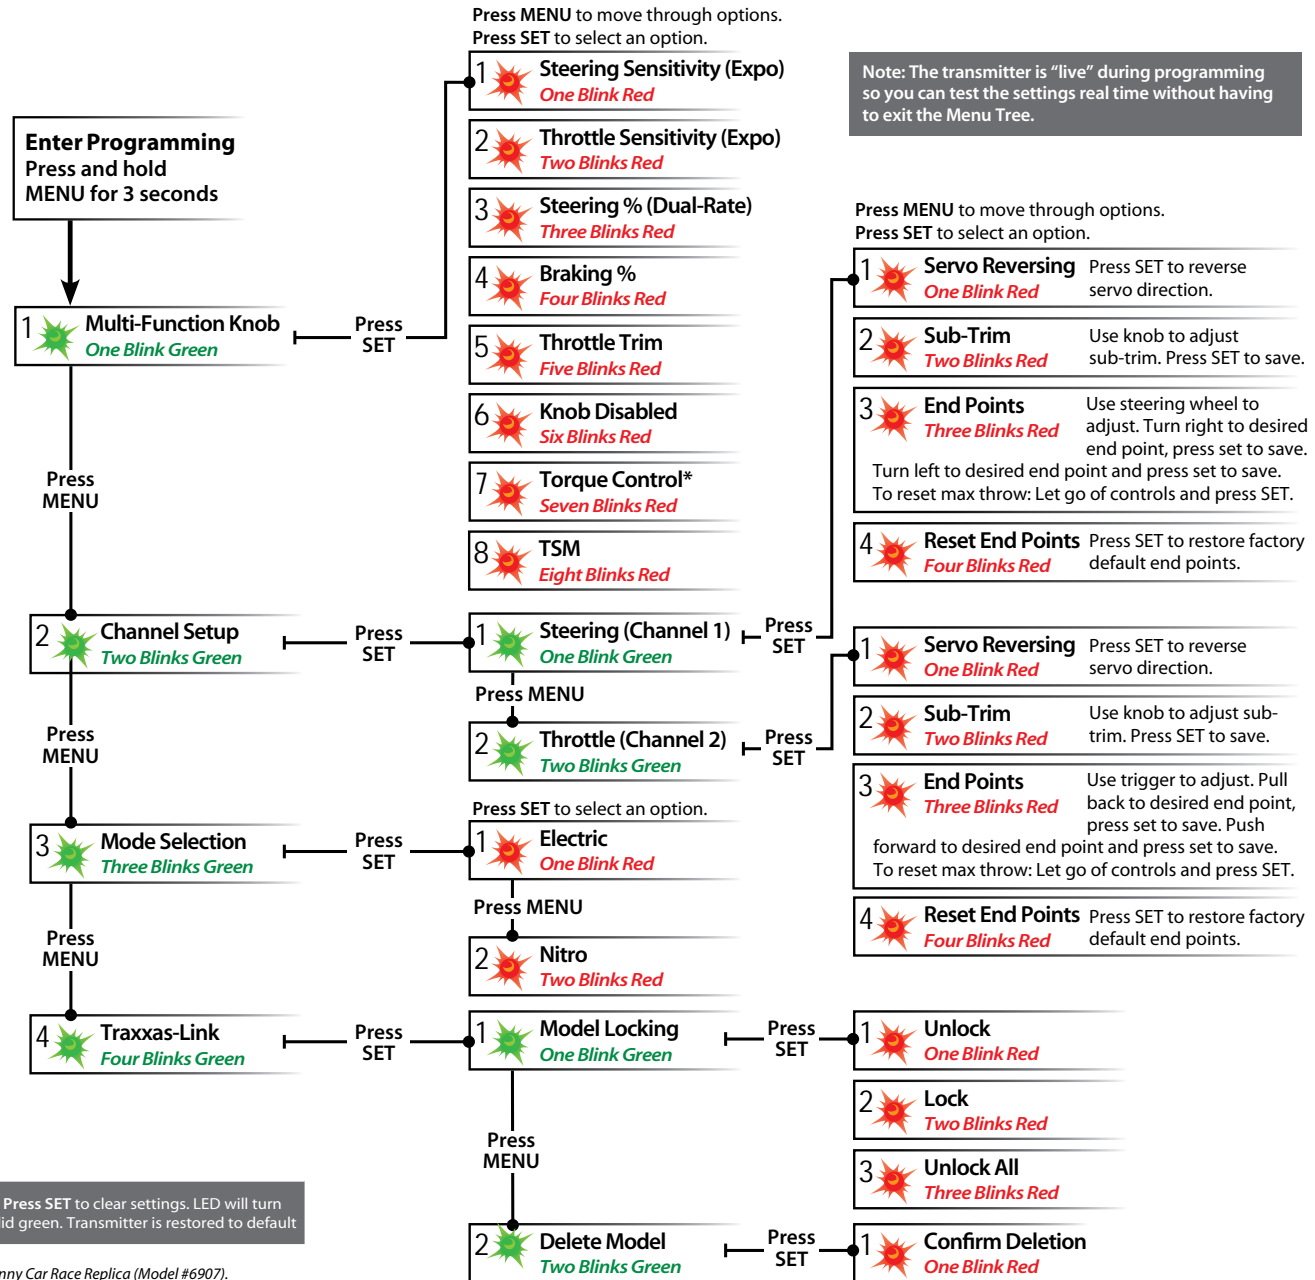 Press MENU to move through options.
Press SET to select an option.
1 Steering Sensitivity (Expo)
One Blink Red
2 Throttle Sensitivity (Expo)
Two Blinks Red
3 Steering % (Dual-Rate)
Three Blinks Red
4 Braking %
Four Blinks Red
5 Throttle Trim
Five Blinks Red
6 Knob Disabled
Six Blinks Red
7 Torque Control*
Seven Blinks Red
8 TSM
Eight Blinks Red
Note: The transmitter is “live” during programming
so you can test the settings real time without having
to exit the Menu Tree.
Enter Programming
Press and hold
MENU for 3 seconds
1 Multi-Function Knob
One Blink Green
Press
SET
Press
MENU
2 Channel Setup
Two Blinks Green
Press
SET
1 Steering (Channel 1)
One Blink Green
Press
SET
Press MENU
2 Throttle (Channel 2)
Two Blinks Green
Press
SET
Press MENU to move through options.
Press SET to select an option.
1 Servo Reversing
One Blink Red
Press SET to reverse
servo direction.
2 Sub-Trim
Two Blinks Red
Use knob to adjust
sub-trim. Press SET to save.
3 End Points
Three Blinks Red
Use steering wheel to
adjust. Turn right to desired
end point, press set to save.
Turn left to desired end point and press set to save.
To reset max throw: Let go of controls and press SET.
4 Reset End Points
Four Blinks Red
Press SET to restore factory
default end points.
1 Servo Reversing
One Blink Red
Press SET to reverse
servo direction.
2 Sub-Trim
Two Blinks Red
Use knob to adjust sub-
trim. Press SET to save.
3 End Points
Three Blinks Red
Use trigger to adjust. Pull
back to desired end point,
press set to save. Push
forward to desired end point and press set to save.
To reset max throw: Let go of controls and press SET.
4 Reset End Points
Four Blinks Red
Press SET to restore factory
default end points.
Press
MENU
3 Mode Selection
Three Blinks Green
Press
SET
Press SET to select an option.
1 Electric
One Blink Red
Press MENU
2 Nitro
Two Blinks Red
Press
MENU
4 Traxxas-Link
Four Blinks Green
Press
SET
1 Model Locking
One Blink Green
Press
SET
1 Unlock
One Blink Red
2 Lock
Two Blinks Red
3 Unlock All
Three Blinks Red
Press
MENU
2 Delete Model
Two Blinks Green
Press
SET
1 Confirm Deletion
One Blink Red
Press SET to clear settings. LED will turn
id green. Transmitter is restored to default
nny Car Race Replica (Model #6907).